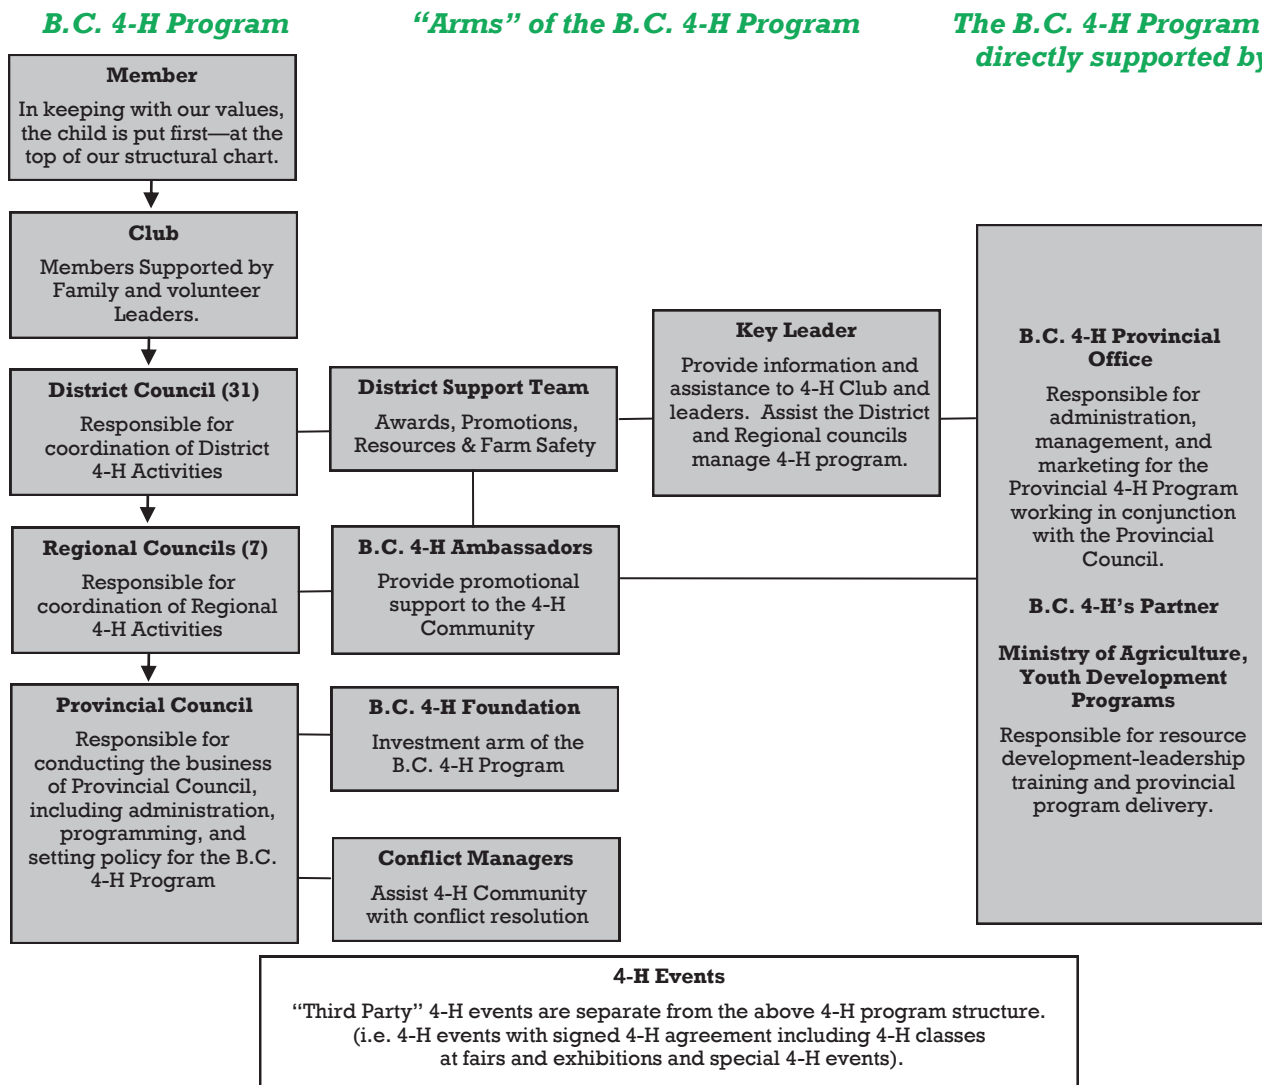 B.C. 4-H Program
“Arms” of the B.C. 4-H Program
The B.C. 4-H Program
directly supported by
Member
In keeping with our values,
the child is put first—at the
top of our structural chart.
Club
Members Supported by
Family and volunteer
Leaders.
District Council (31)
Responsible for
coordination of District
4-H Activities
Regional Councils (7)
Responsible for
coordination of Regional
4-H Activities
Provincial Council
Responsible for
conducting the business
of Provincial Council,
including administration,
programming, and
setting policy for the B.C.
4-H Program
District Support Team
Awards, Promotions,
Resources & Farm Safety
B.C. 4-H Ambassadors
Provide promotional
support to the 4-H
Community
B.C. 4-H Foundation
Investment arm of the
B.C. 4-H Program
Conflict Managers
Assist 4-H Community
with conflict resolution
Key Leader
Provide information and
assistance to 4-H Club and
leaders. Assist the District
and Regional councils
manage 4-H program.
B.C. 4-H Provincial
Office
Responsible for
administration,
management, and
marketing for the
Provincial 4-H Program
working in conjunction
with the Provincial
Council.
B.C. 4-H’s Partner
Ministry of Agriculture,
Youth Development
Programs
Responsible for resource
development-leadership
training and provincial
program delivery.
4-H Events
“Third Party” 4-H events are separate from the above 4-H program structure.
(i.e. 4-H events with signed 4-H agreement including 4-H classes
at fairs and exhibitions and special 4-H events).